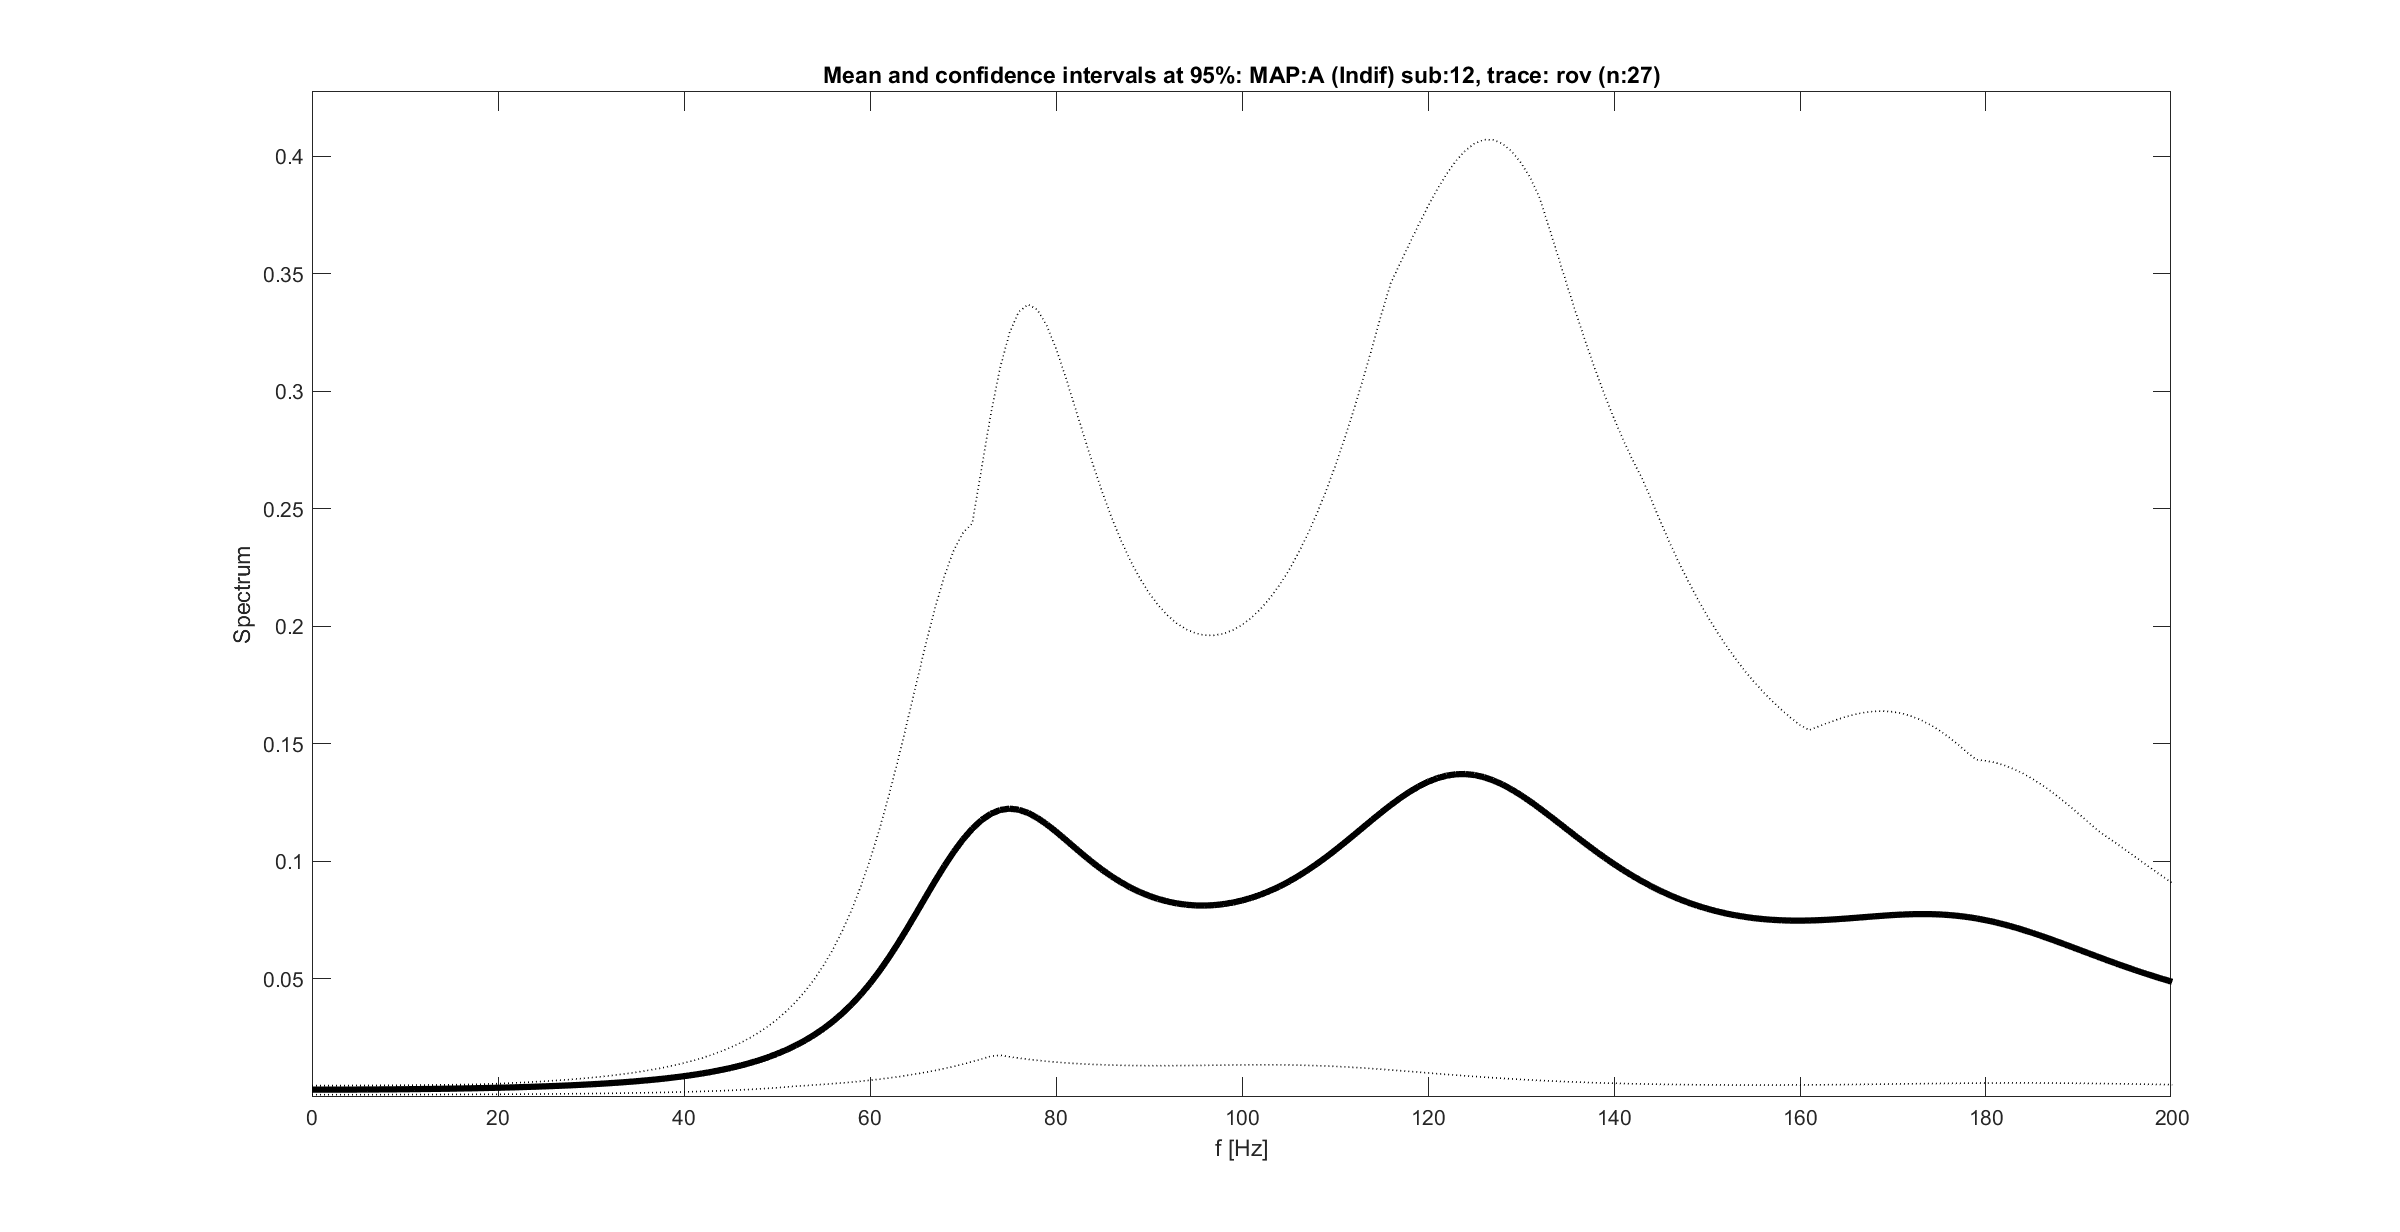 Mean and confidence intervals at 95%: MAP:A (Indif) sub:12, trace: rov (n:27)
0.4
0.35
0.3
0.25
0.2
0.15
0.1
0.05
Spectrum
0 20 40 60 80 100 120 140 160 180 200
f [Hz]